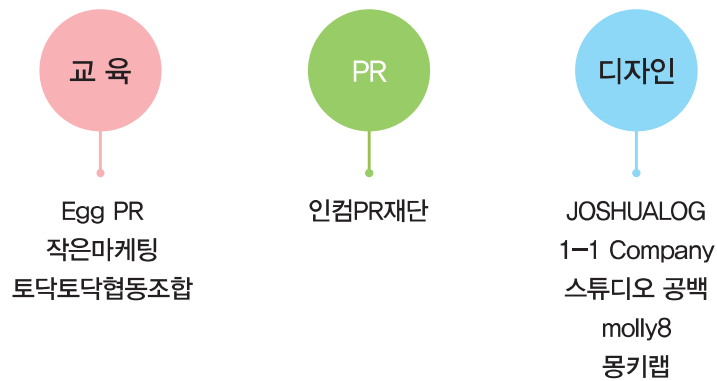 교 육
Egg PR
작은마케팅
토닥토닥협동조합
PR
인컴PR재단
디자인
JOSHUALOG
1-1 Company
스튜디오 공백
molly8
몽키랩